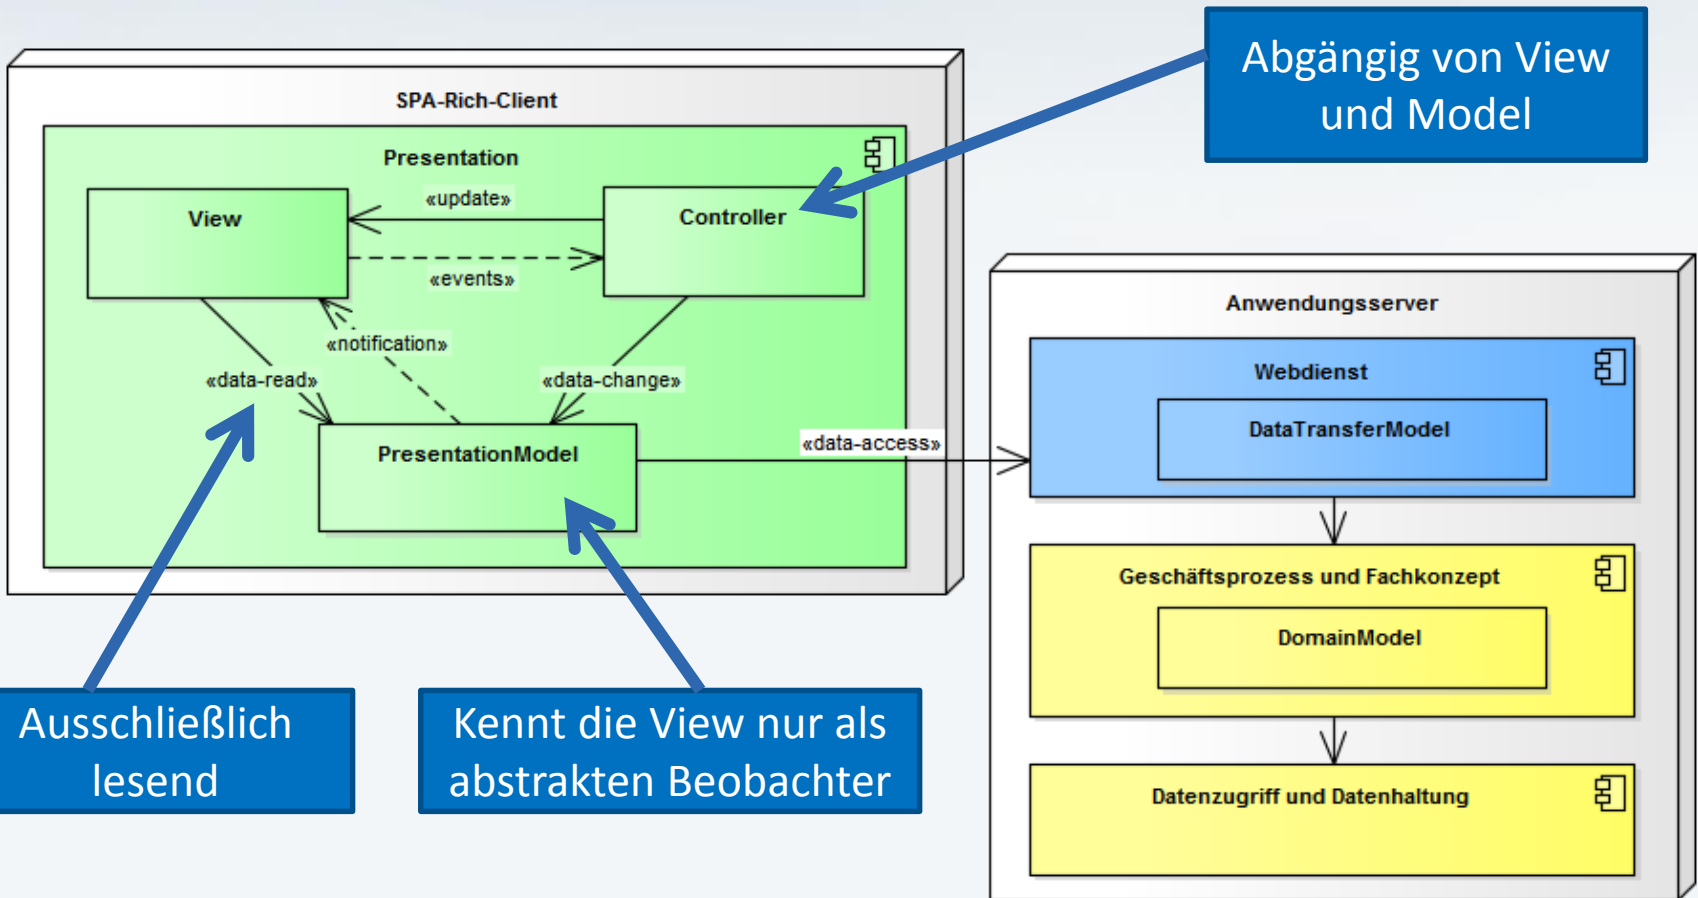 Abgängig von View
und Model
SPA-Rich-Client
Presentation
View
«update»
Controller
«events»
«notification»
«data-read»
«data-change»
PresentationModel
«data-access»
Anwendungsserver
Webdienst
DataTransferModel
Geschäftsprozess und Fachkonzept
DomainModel
Datenzugriff und Datenhaltung
Ausschließlich
lesend
Kennt die View nur als
abstrakten Beobachter